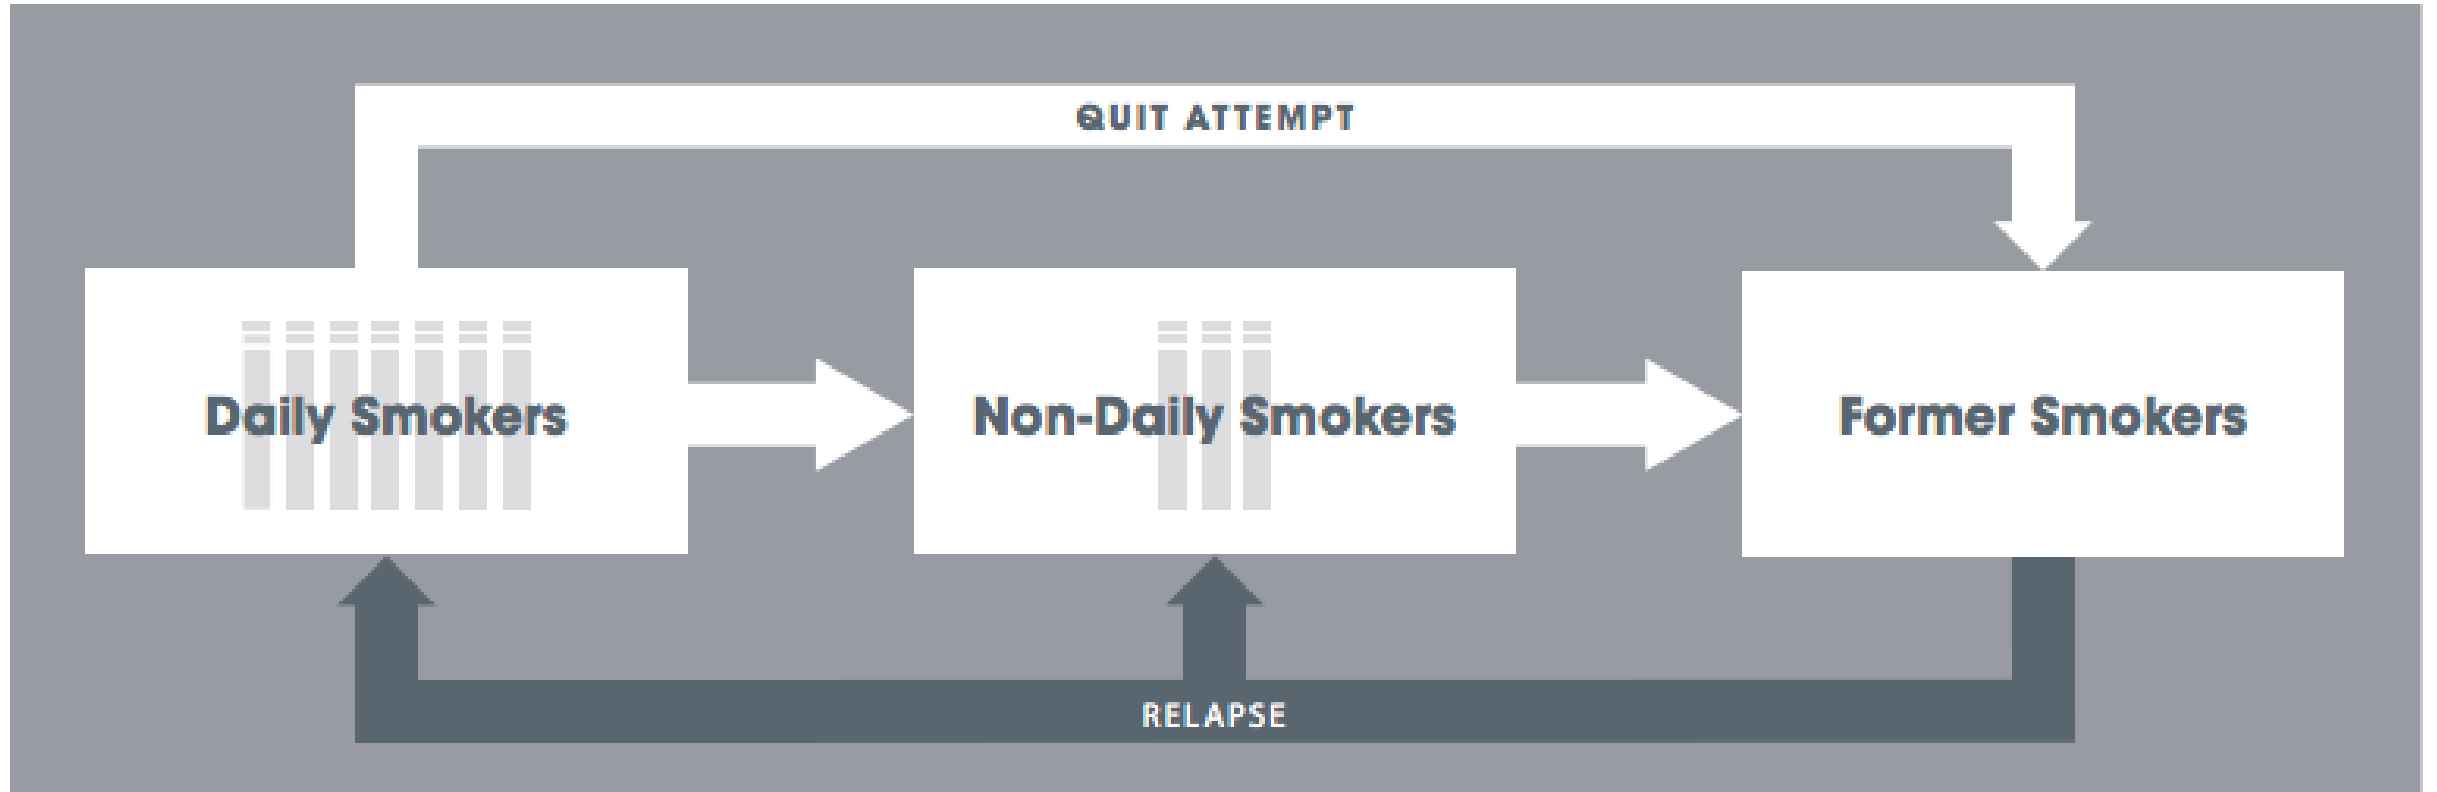 QUIT ATTEMPT
Daily Smokers
Non-Daily Smokers
Former Smokers
RELAPSE